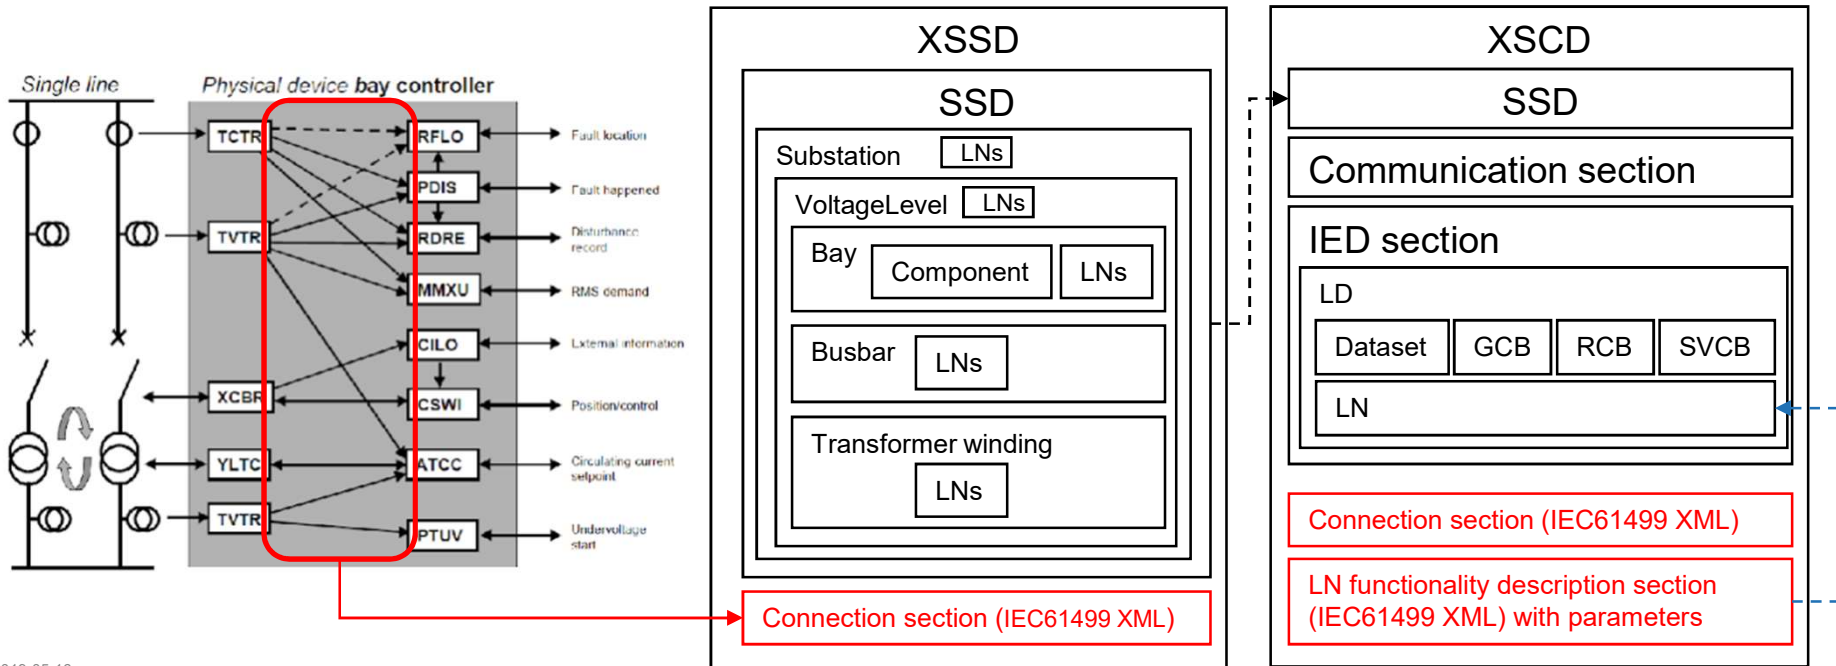 Single line
Physical device bay controller
TCTR
RFLO
Fault location
PDIS
Fault happened
TVTR
RDRE
Disturbance
record
MMXU
RMS demand
CILO
External information
XCBR
CSWI
Position/control
YLTC
ATCC
Circulating current
setpoint
TVTR
PTUV
Undervoltage
start
XSSD
SSD
Substation
LNs
VoltageLevel
LNs
Bay
Component
LNs
Busbar
LNs
Transformer winding
LNs
Connection section (IEC61499 XML)
XSCD
SSD
Communication section
IED section
LD
Dataset
GCB
RCB
SVCB
LN
Connection section (IEC61499 XML)
LN functionality description section
(IEC61499 XML) with parameters